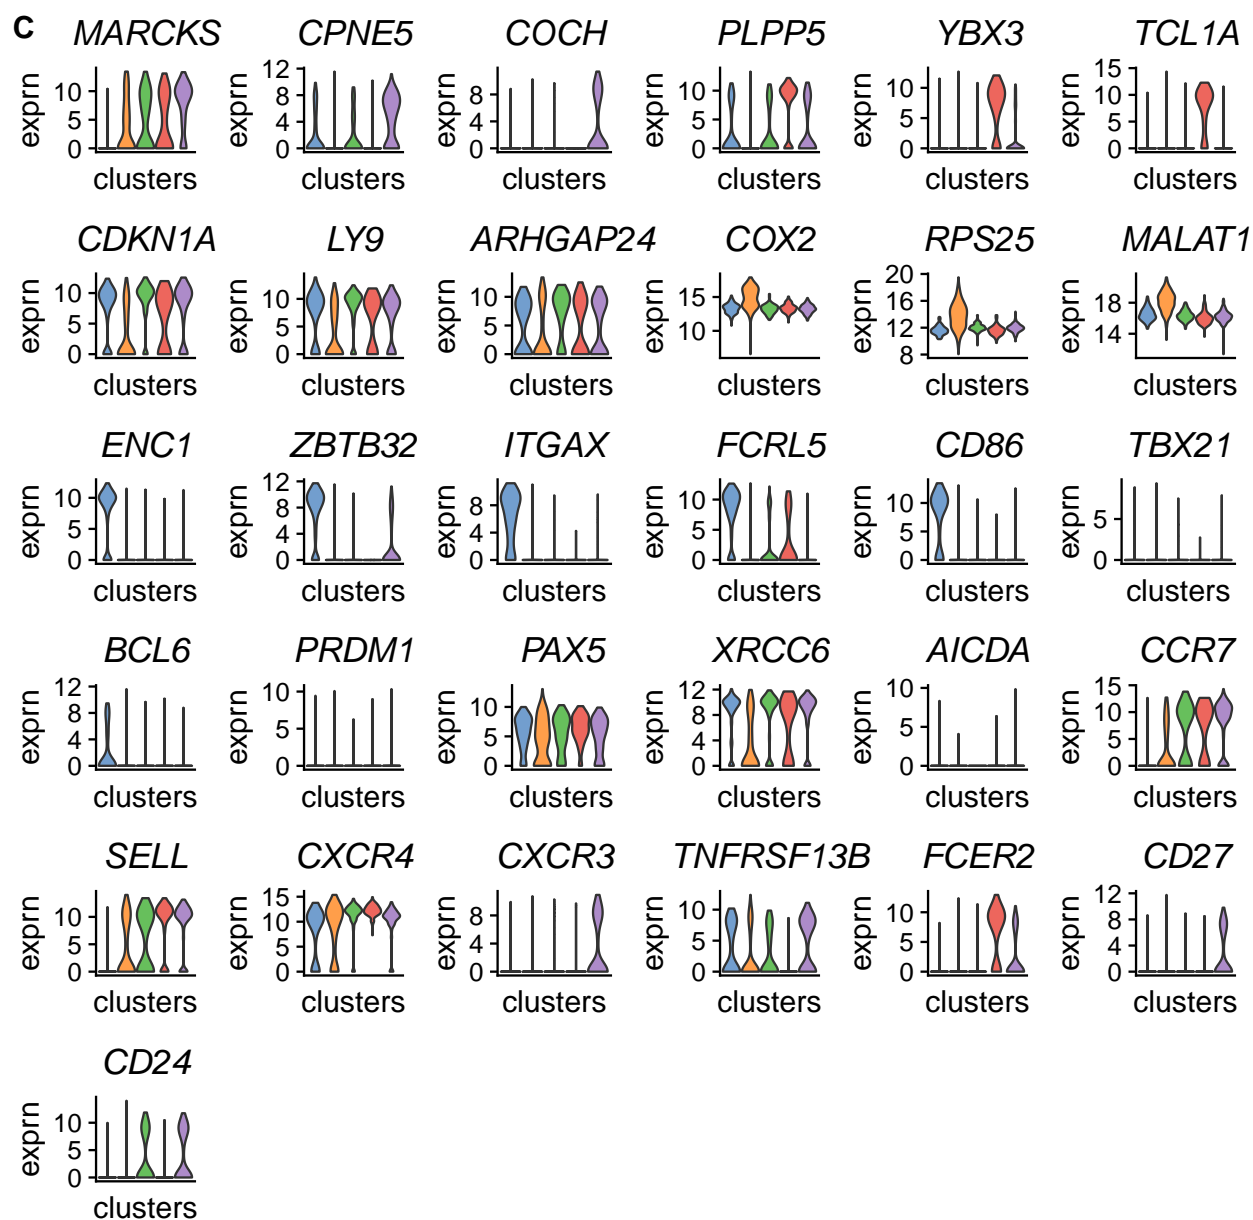 C MARCKS CPNE5 COCH PLPP5 YBX3 TCL1A
exprn 10 5 0 exprn 12 8 4 0 exprn 8 4 0 exprn 10 5 0 exprn 10 5 0 exprn 15 10 5 0
clusters clusters clusters clusters clusters clusters
CDKN1A LY9 ARHGAP24 COX2 RPS25 MALAT1
exprn 10 5 0 exprn 10 5 0 exprn 10 5 0 exprn 15 10 exprn 20 16 12 8 exprn 18 14
clusters clusters clusters clusters clusters clusters
ENC1 ZBTB32 ITGAX FCRL5 CD86 TBX21
exprn 10 5 0 exprn 12 8 4 0 exprn 8 4 0 exprn 10 5 0 exprn 10 5 0 exprn 5 0
clusters clusters clusters clusters clusters clusters
BCL6 PRDM1 PAX5 XRCC6 AICDA CCR7
exprn 12 8 4 0 exprn 10 5 0 exprn 10 5 0 exprn 12 8 4 0 exprn 10 5 0 exprn 15 10 5 0
clusters clusters clusters clusters clusters clusters
SELL CXCR4 CXCR3 TNFRSF13B FCER2 CD27
exprn 10 5 0 exprn 15 10 5 0 exprn 8 4 0 exprn 10 5 0 exprn 10 5 0 exprn 12 8 4 0
clusters clusters clusters clusters clusters clusters
CD24
exprn 10 5 0
clusters